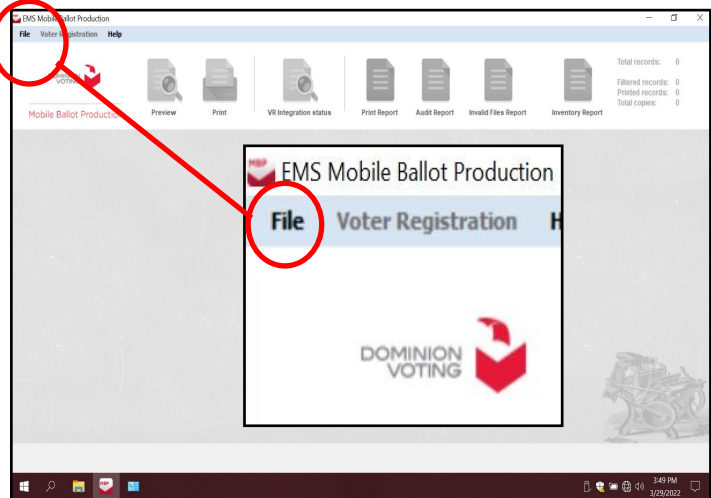 EMS Mobile Ballot Production
File Voter Registration Help
Total records: 0
Filtered records: 0
Printed records: 0
Total copies: 0
VOTING
Mobile Ballot Production
Preview
Print
VR Integration status
Print Report
Audit Report
Invalid Files Report
Inventory Report
MBP
EMS Mobile Ballot Production
File Voter Registration H
DOMINION
VOTING
MBP
3:49 PM
3/29/2022